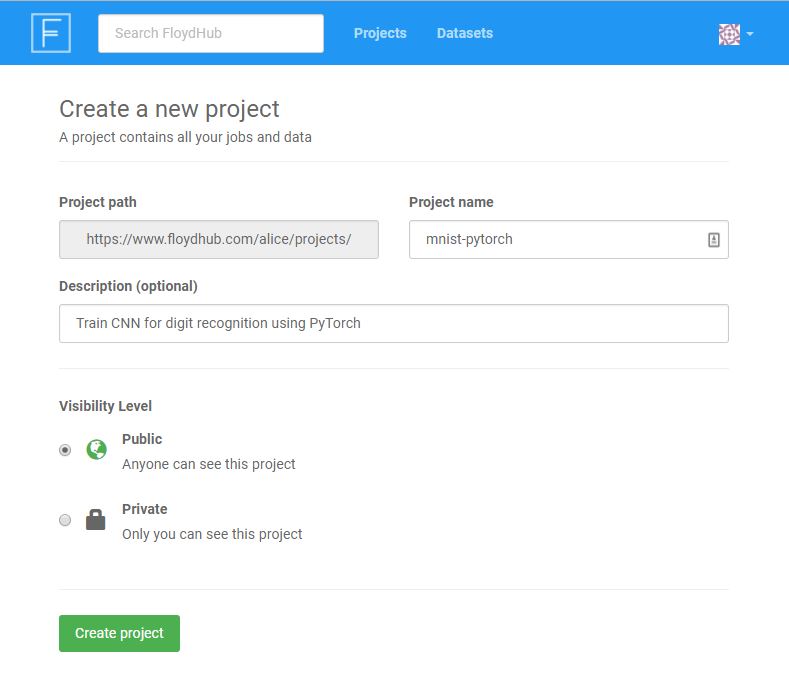 F
Search FloydHub
Projects
Datasets
Create a new project
A project contains all your jobs and data
Project path
Project name
https://www.floydhub.com/alice/projects/
mnist-pytorch
Description (optional)
Train CNN for digit recognition using PyTorch
Visibility Level
Public
Anyone can see this project
Private
Only you can see this project
Create project